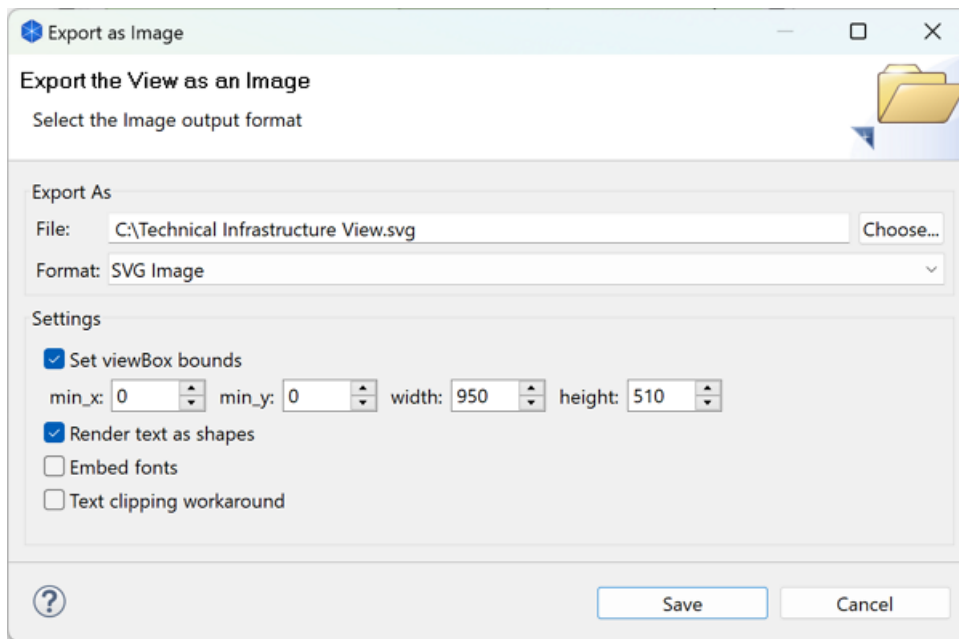 Export as Image
Export the View as an Image
Select the Image output format
Export As
File: C:\Technical Infrastructure View.svg Choose...
Format: SVG Image
Settings
Set viewBox bounds
min_x: 0 min_y: 0 width: 950 height: 510
Render text as shapes
Embed fonts
Text clipping workaround
? Save Cancel